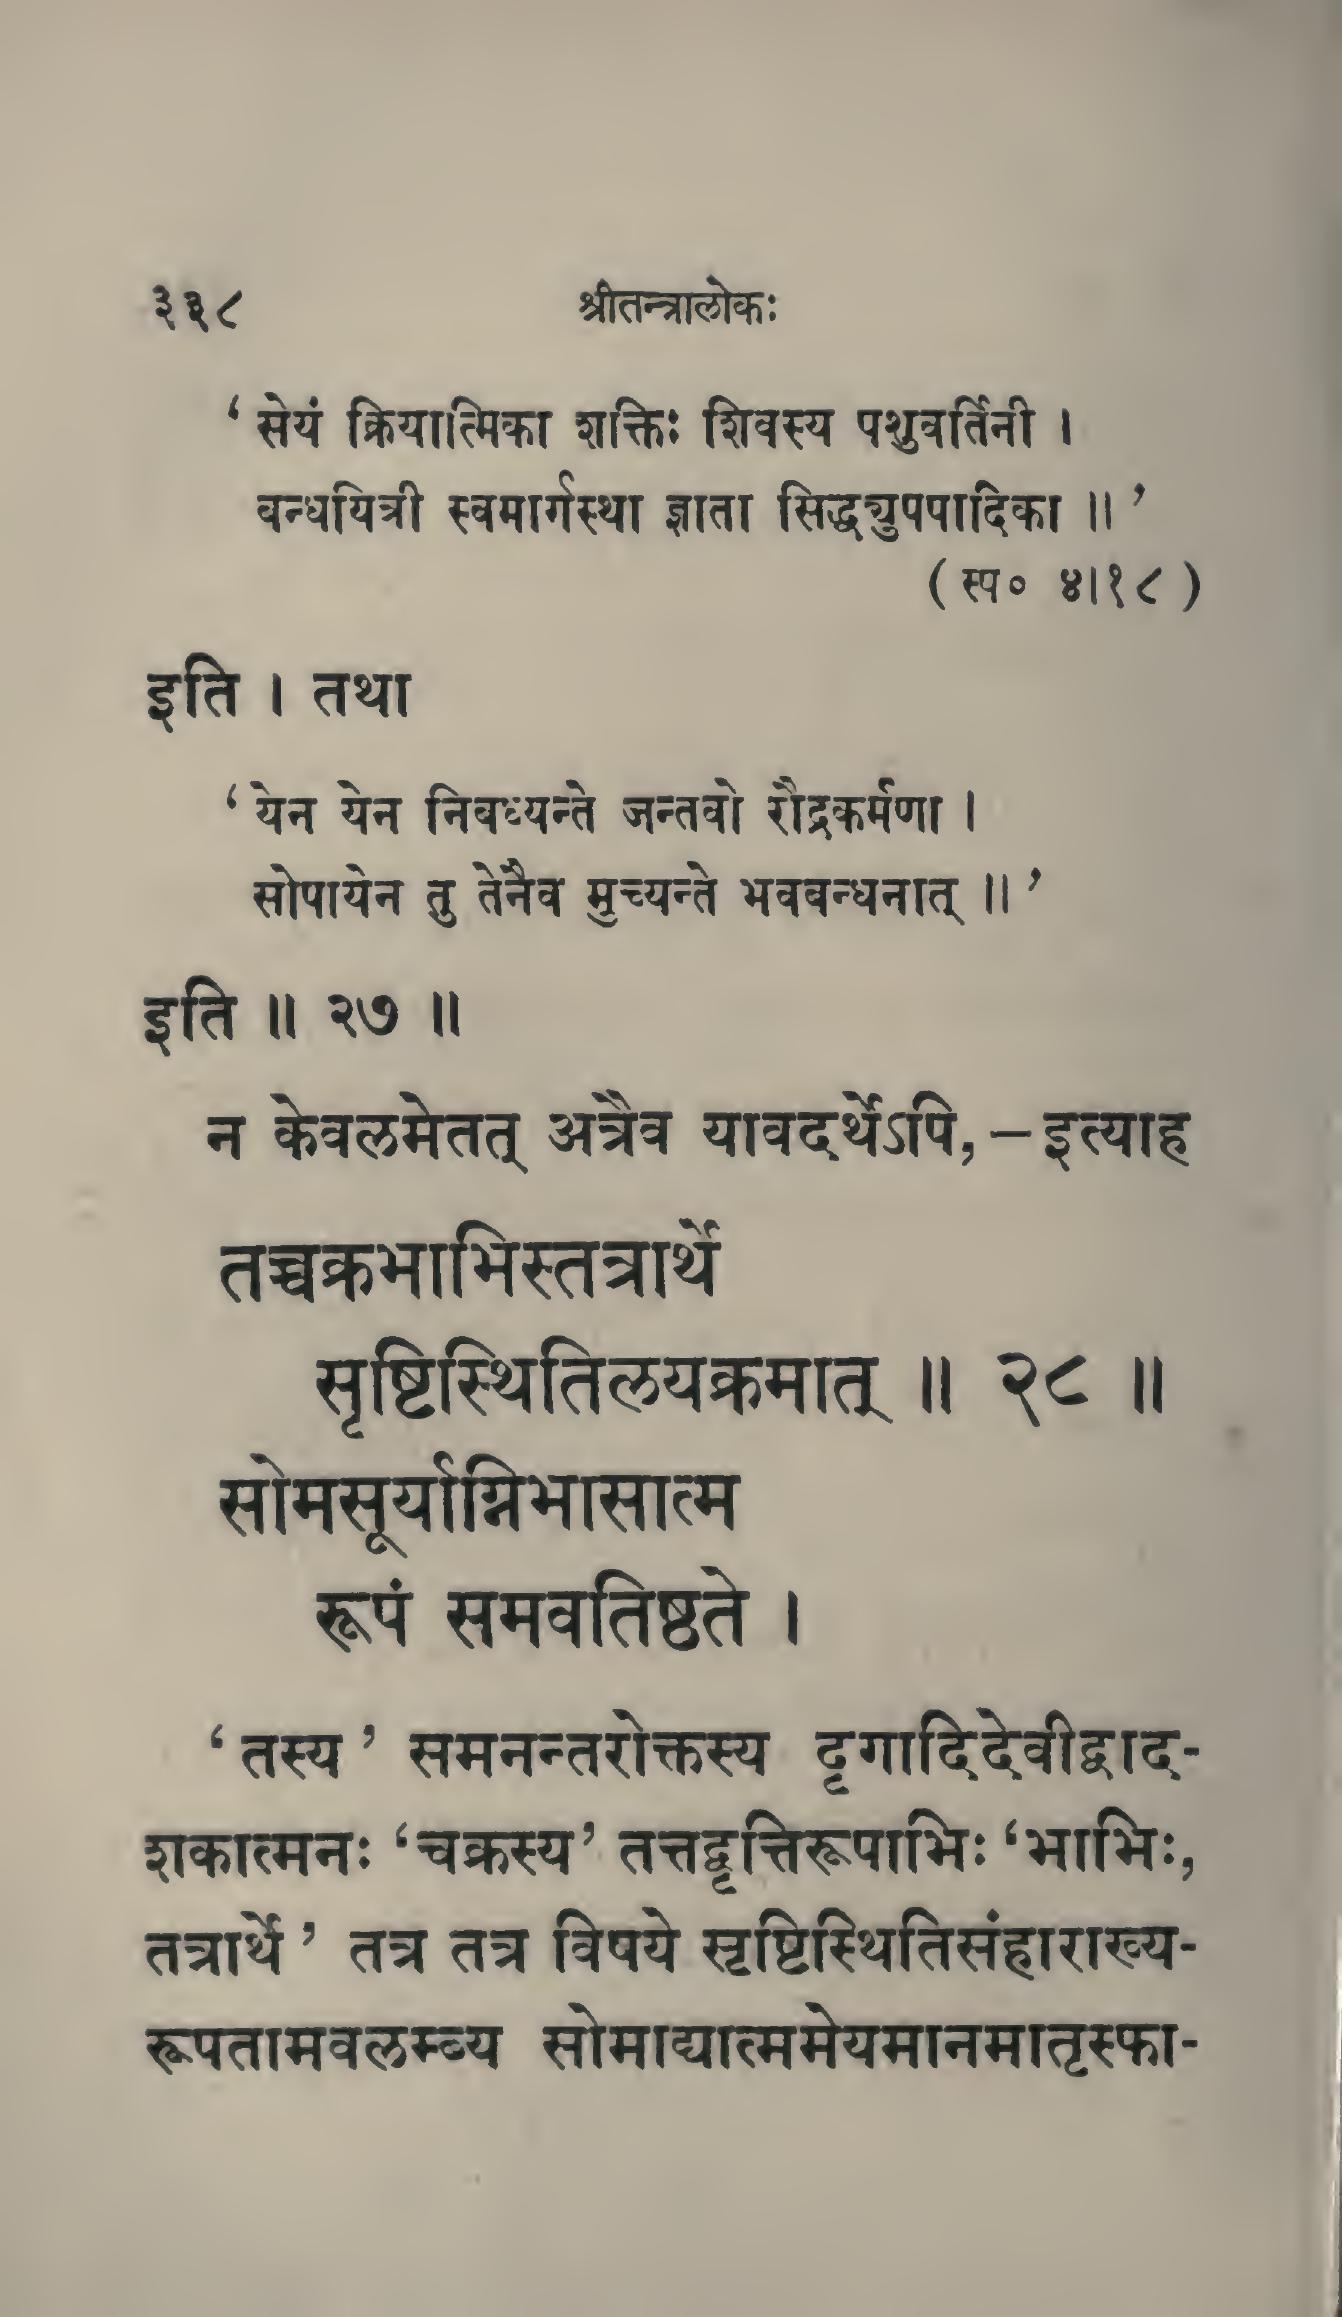 ३३८ श्रीतन्त्रालोकः
‘ सेयं क्रियात्मिका शक्तिः शिवस्य पशुवर्तिनी ।
बन्धयित्री स्वमार्गस्था ज्ञाता सिद्ध्युपपादिका ॥ ’
( स्प० ४।१८ )
इति । तथा
‘ येन येन निबध्यन्ते जन्तवो रौद्रकर्मणा ।
सोपायेन तु तेनैव मुच्यन्ते भवबन्धनात् ॥ ’
इति ॥ २७ ॥
न केवलमेतत् अत्रैव यावदर्थेऽपि, – इत्याह
तच्चक्रभाभिस्तत्रार्थे
सृष्टिस्थितिलयक्रमात् ॥ २८ ॥
सोमसूर्याग्निभासात्म
रूपं समवतिष्ठते ।
‘ तस्य ’ समनन्तरोक्तस्य दृगादिदेवीद्वाद-
शकात्मनः ‘चक्रस्य’ तत्तद्वृत्तिरूपाभिः ‘भाभिः,
तत्रार्थे ’ तत्र तत्र विषये सृष्टिस्थितिसंहाराख्य-
रूपतामवलम्ब्य सोमाद्यात्ममेयमानमातृस्फा-